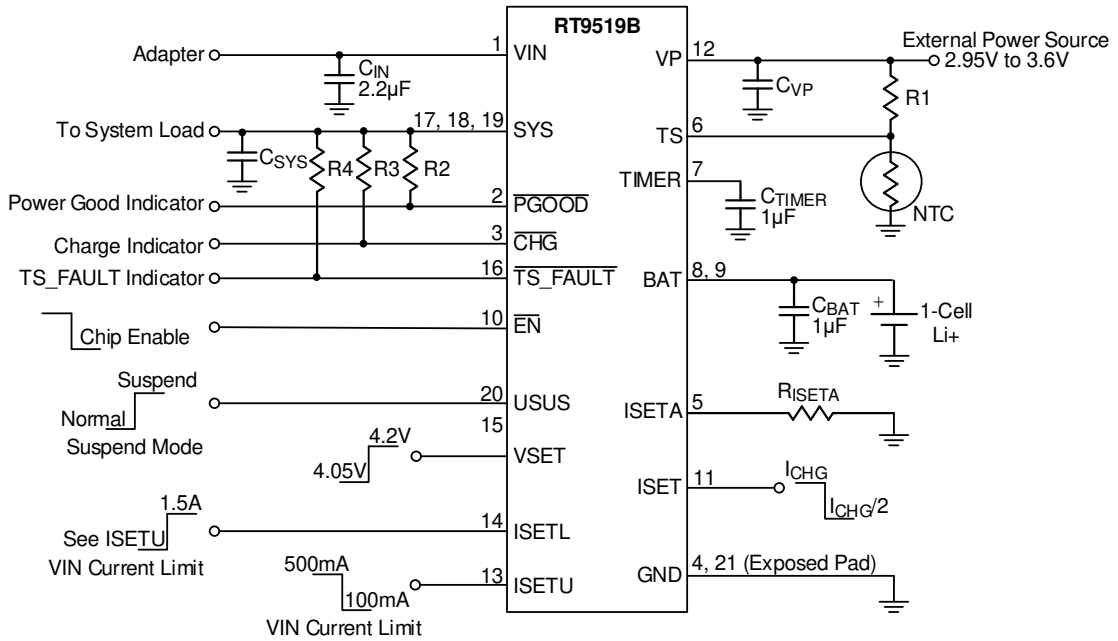 RT9519B
Adapter
1
VIN
CIN
2.2µF
To System Load
17, 18, 19
SYS
CSYS
R4
R3
R2
Power Good Indicator
2
PGOOD
Charge Indicator
3
CHG
TS_FAULT Indicator
16
TS_FAULT
Chip Enable
10
EN
Suspend
Normal
Suspend Mode
20
USUS
15
4.2V
4.05V
VSET
1.5A
See ISETU
VIN Current Limit
14
ISETL
500mA
100mA
VIN Current Limit
13
ISETU
VP
12
External Power Source
2.95V to 3.6V
CVP
R1
TS
6
NTC
TIMER
7
CTIMER
1µF
BAT
8, 9
CBAT
1µF
+
1-Cell
Li+
ISETA
5
RISETA
ISET
11
ICHG
ICHG/2
GND
4, 21 (Exposed Pad)